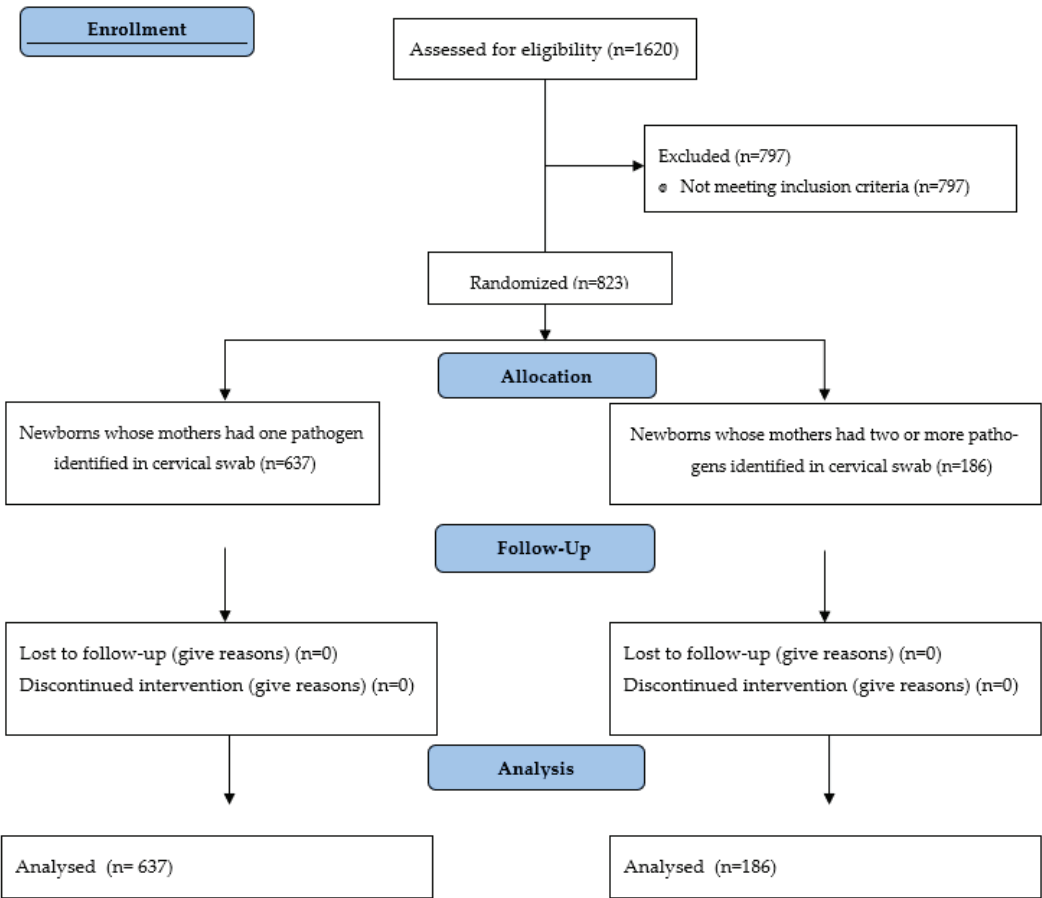 Enrollment
Assessed for eligibility (n=1620)
Excluded (n=797)
Not meeting inclusion criteria (n=797)
Randomized (n=823)
Allocation
Newborns whose mothers had one pathogen
identified in cervical swab (n=637)
Newborns whose mothers had two or more patho-
gens identified in cervical swab (n=186)
Follow-Up
Lost to follow-up (give reasons) (n=0)
Discontinued intervention (give reasons) (n=0)
Lost to follow-up (give reasons) (n=0)
Discontinued intervention (give reasons) (n=0)
Analysis
Analysed (n= 637)
Analysed (n=186)